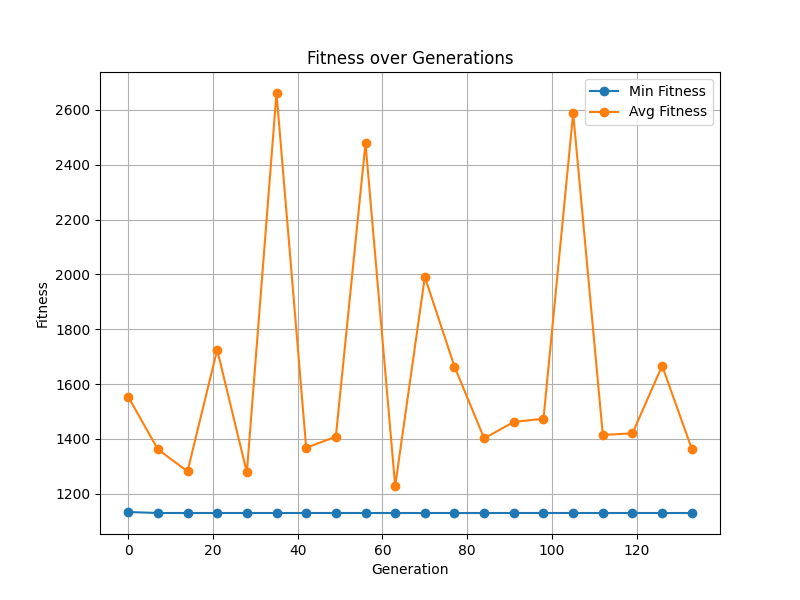 Fitness over Generations
Min Fitness
Avg Fitness
2600
2400
2200
2000
1800
1600
1400
1200
Fitness
0 20 40 60 80 100 120
Generation